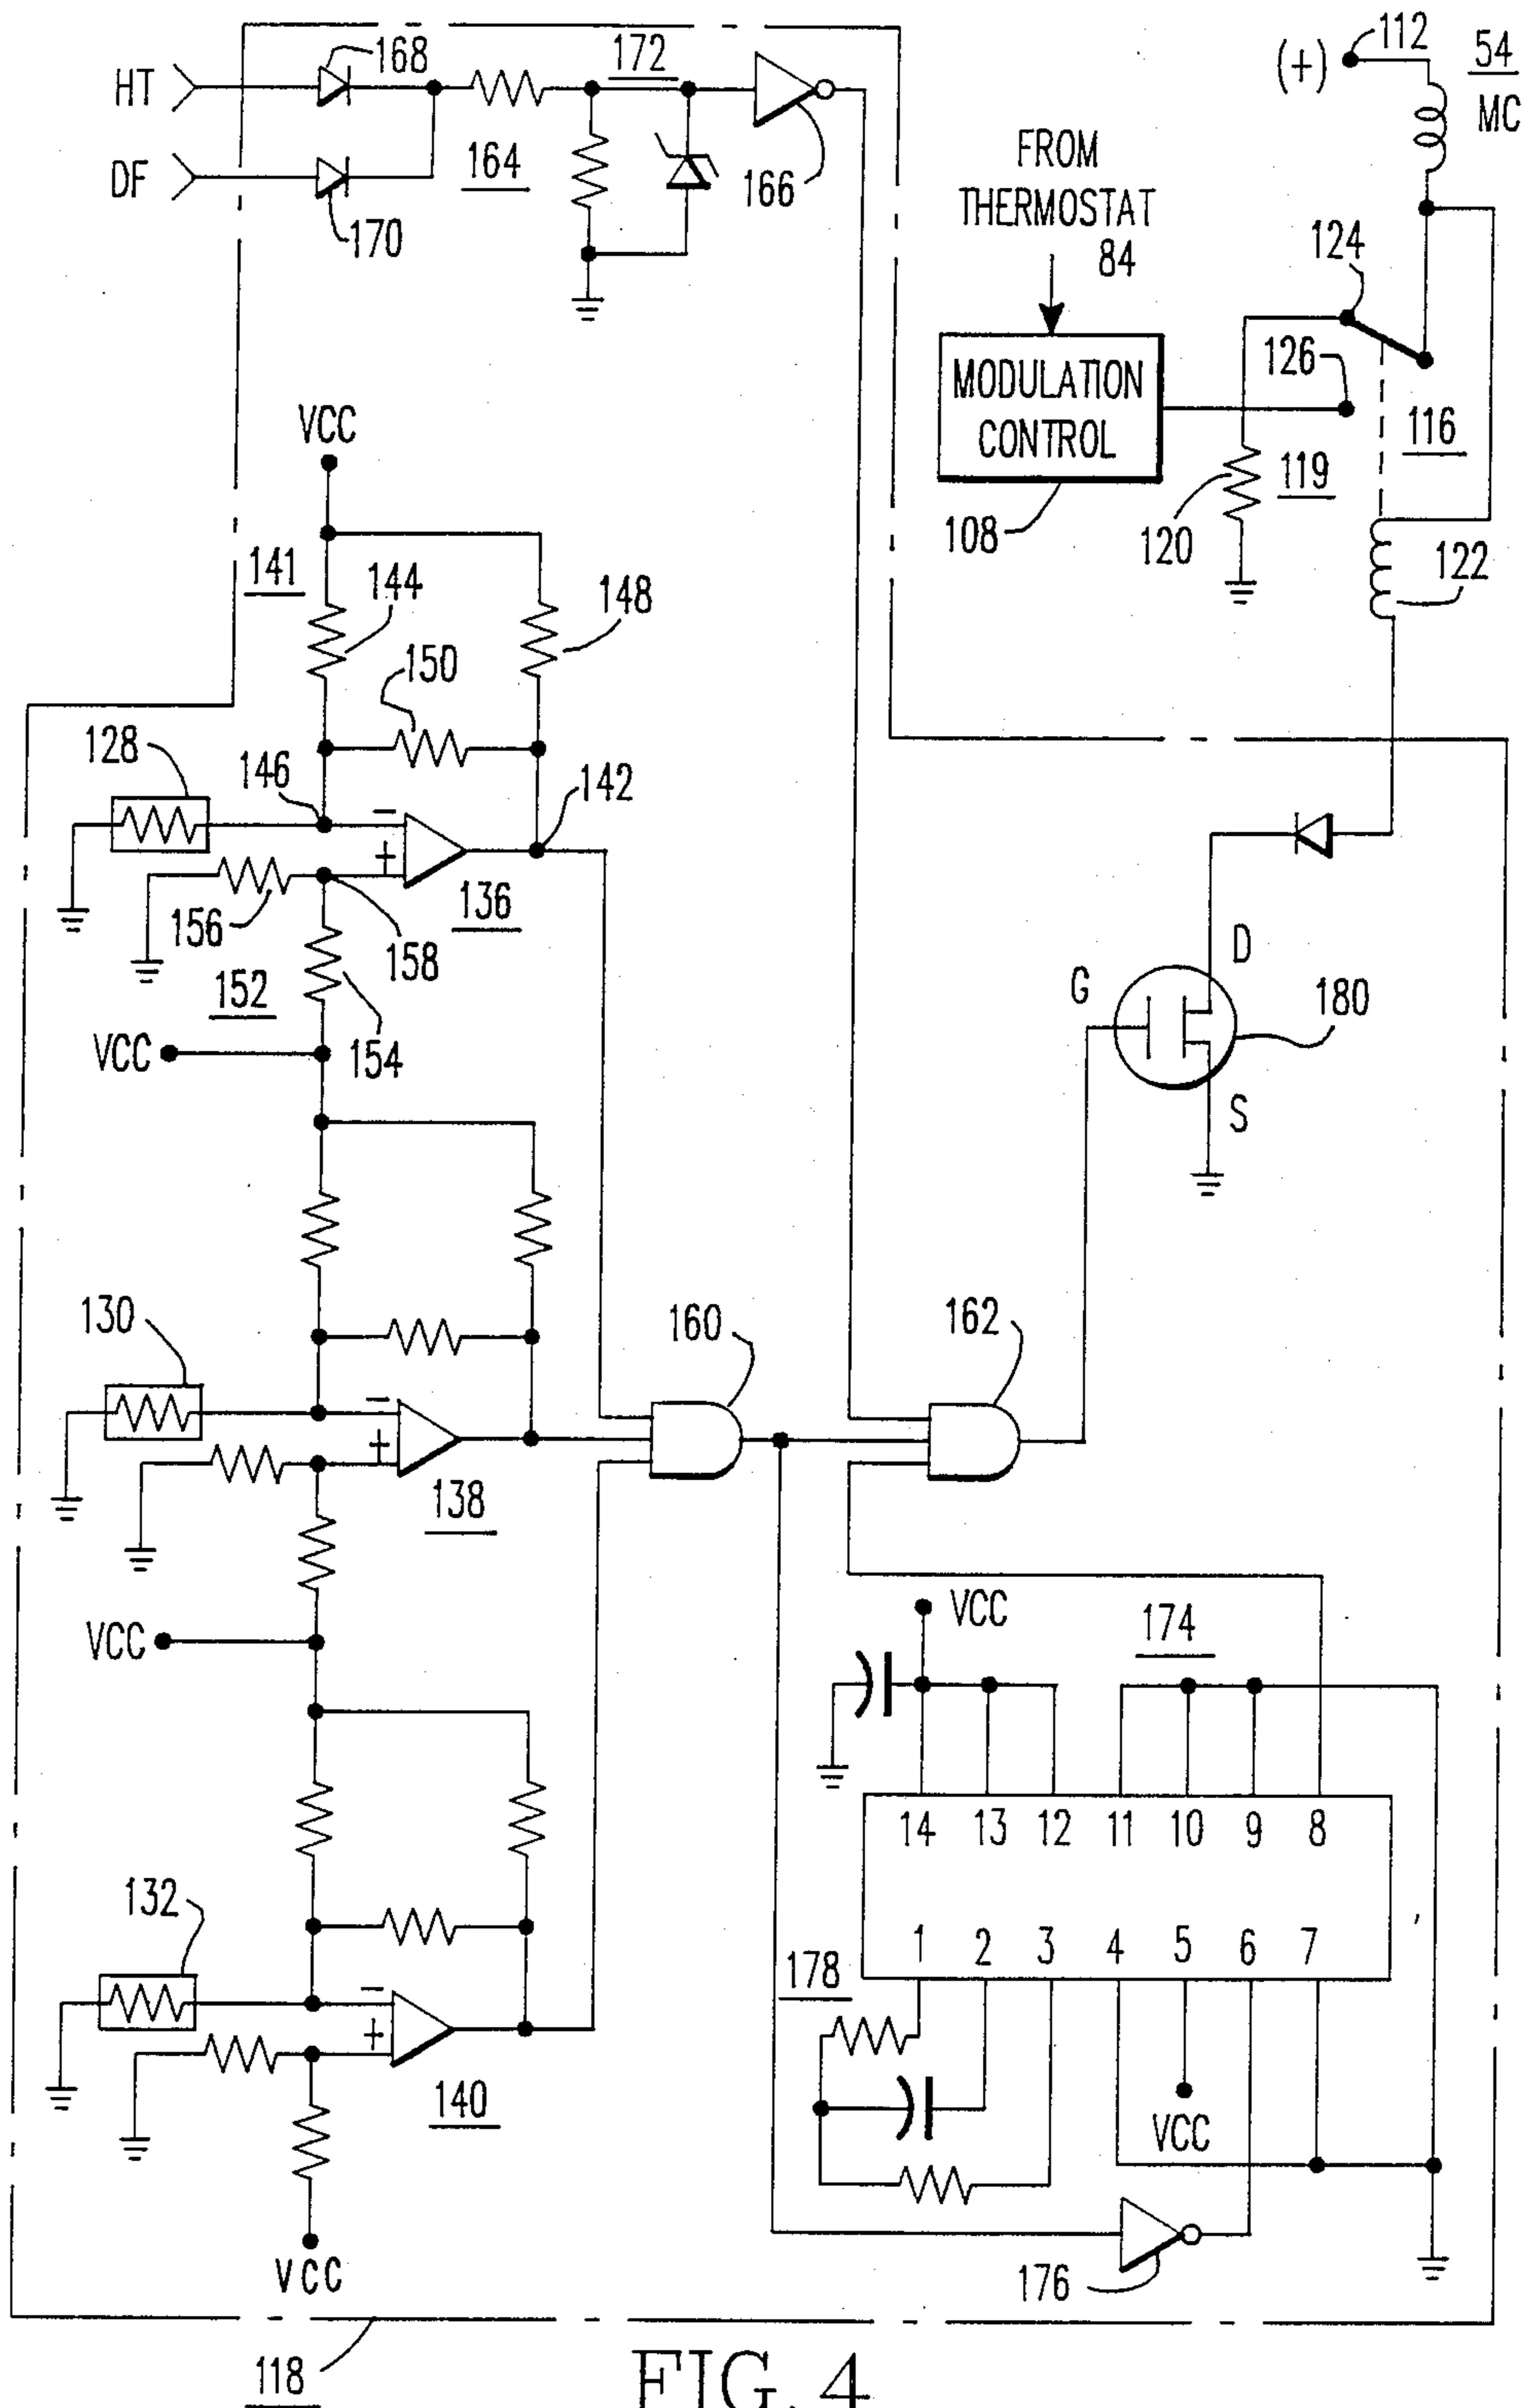 112
54
(+)
MC
168
HT
172
FROM
THERMOSTAT
84
164
DF
166
170
124
126
MODULATION
CONTROL
116
VCC
119
108
120
122
141
144
148
150
128
146
142
−
+
136
156
158
152
D
G
180
VCC
154
S
130
160
162
−
+
138
VCC
VCC
174
14 13 12 11 10 9 8
132
1 2 3 4 5 6 7
178
−
+
VCC
140
VCC
176
118
FIG. 4